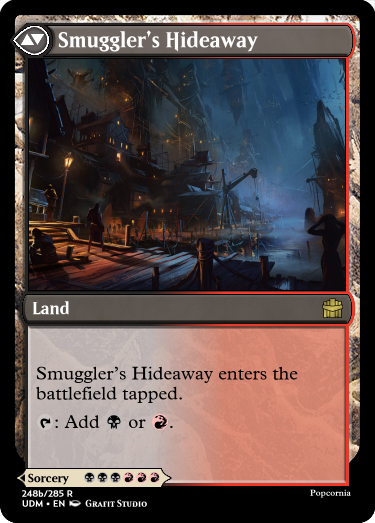 Smuggler's Hideaway
Land
Smuggler's Hideaway enters the
battlefield tapped.
: Add or .
Sorcery
248b/285 R
Popcornia
UDM • EN Grafit Studio